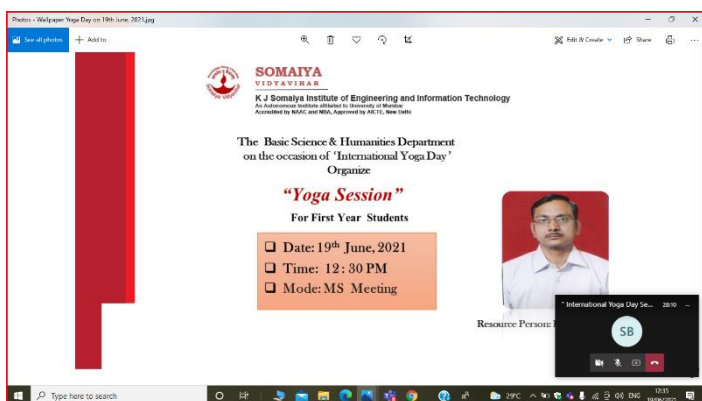 Photos - Wallpaper Yoga Day on 19th June, 2021.jpg
See all photos
+ Add to
Edit & Create
Share
SOMAIYA
VIDYAVIHAR
K J Somaiya Institute of Engineering and Information Technology
An Autonomous Institute affiliated to University of Mumbai
Accredited by NAAC and NBA, Approved by AICTE, New Delhi
The Basic Science & Humanities Department
on the occasion of ‘International Yoga Day’
Organize
“Yoga Session”
For First Year Students
Date: 19th June, 2021
Time: 12:30 PM
Mode: MS Meeting
Resource Person:
International Yoga Day Se... 28:10
SB
Type here to search
29°C
ENG
12:35
19/06/2021